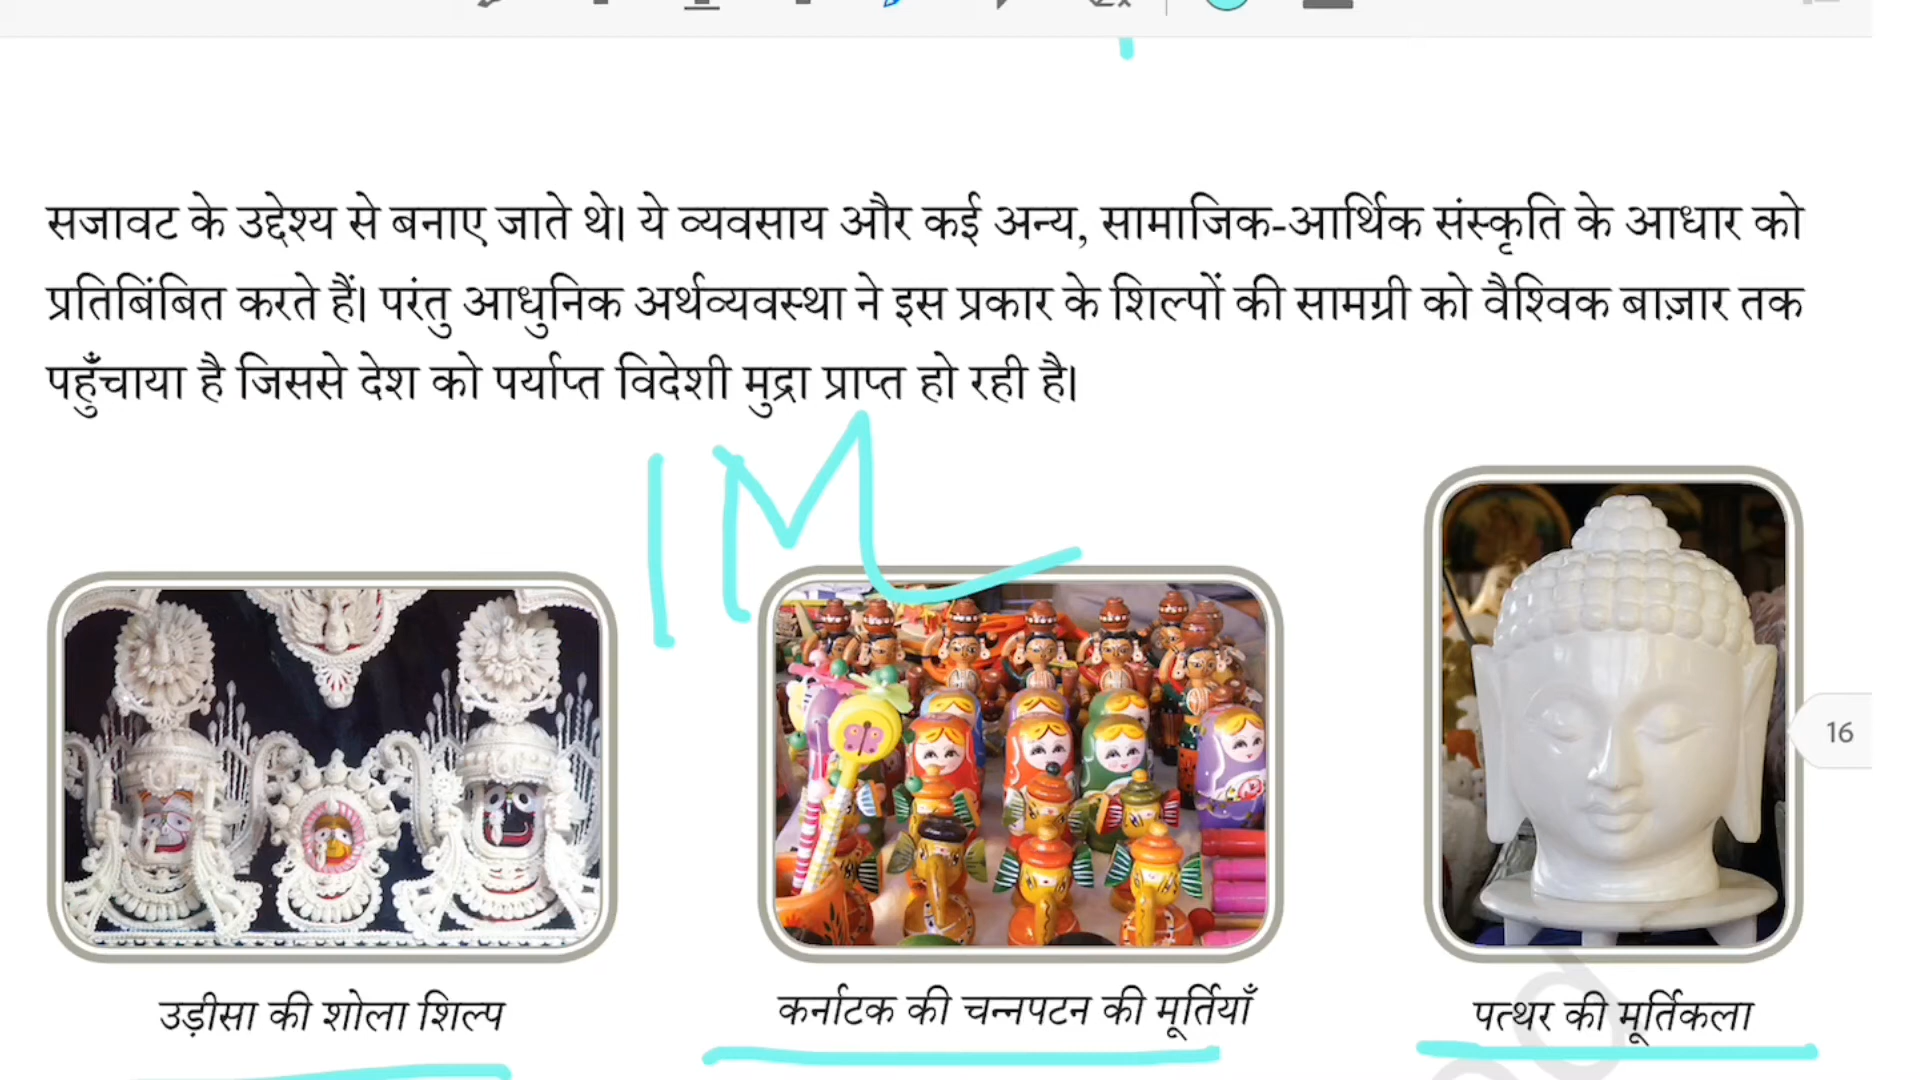 सजावट के उद्देश्य से बनाए जाते थे। ये व्यवसाय और कई अन्य, सामाजिक-आर्थिक संस्कृति के आधार को
प्रतिबिंबित करते हैं। परंतु आधुनिक अर्थव्यवस्था ने इस प्रकार के शिल्पों की सामग्री को वैश्विक बाज़ार तक
पहुँचाया है जिससे देश को पर्याप्त विदेशी मुद्रा प्राप्त हो रही है।
1M
16
उड़ीसा की शोला शिल्प
कर्नाटक की चन्नपटन की मूर्तियाँ
पत्थर की मूर्तिकला